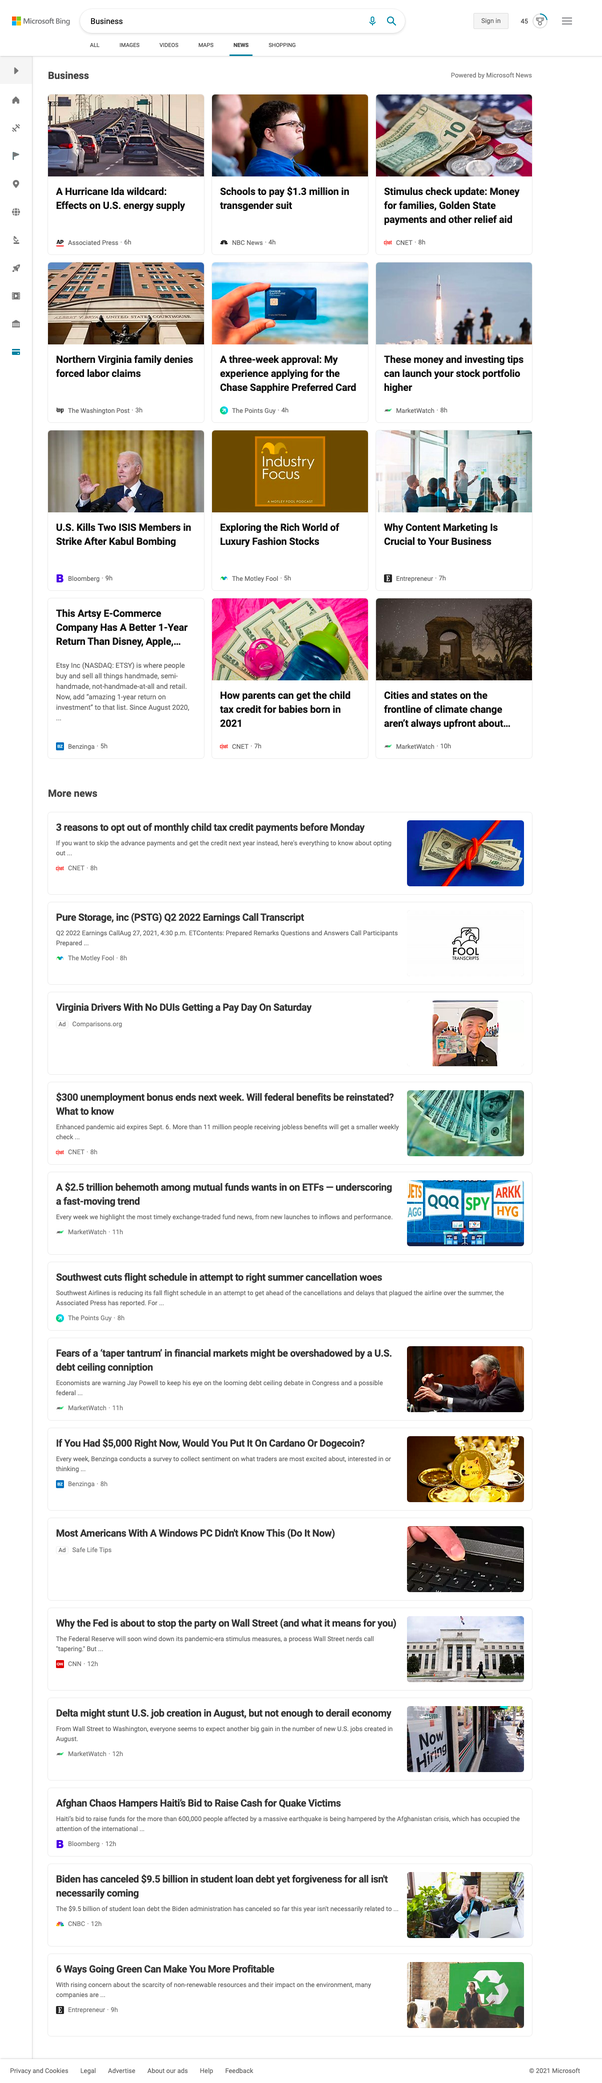 Microsoft Bing
Business
Sign in
45
ALL IMAGES VIDEOS MAPS NEWS SHOPPING
Business
Powered by Microsoft News
A Hurricane Ida wildcard:
Effects on U.S. energy supply
AP Associated Press · 6h
Schools to pay $1.3 million in
transgender suit
NBC News · 4h
Stimulus check update: Money
for families, Golden State
payments and other relief aid
CNET · 8h
UNITED STATES COURTHOUSE
Northern Virginia family denies
forced labor claims
wp The Washington Post · 3h
A three-week approval: My
experience applying for the
Chase Sapphire Preferred Card
The Points Guy · 4h
These money and investing tips
can launch your stock portfolio
higher
MarketWatch · 8h
U.S. Kills Two ISIS Members in
Strike After Kabul Bombing
B Bloomberg · 9h
Industry
Focus
A MOTLEY FOOL PODCAST
Exploring the Rich World of
Luxury Fashion Stocks
The Motley Fool · 5h
Why Content Marketing Is
Crucial to Your Business
E Entrepreneur · 7h
This Artsy E-Commerce
Company Has A Better 1-Year
Return Than Disney, Apple,...
Etsy Inc (NASDAQ: ETSY) is where people
buy and sell all things handmade, semi-
handmade, not-handmade-at-all and retail.
Now, add "amazing 1-year return on
investment" to that list. Since August 2020,
...
Benzinga · 5h
How parents can get the child
tax credit for babies born in
2021
CNET · 7h
Cities and states on the
frontline of climate change
aren't always upfront about...
MarketWatch · 10h
More news
3 reasons to opt out of monthly child tax credit payments before Monday
If you want to skip the advance payments and get the credit next year instead, here's everything to know about opting
out ...
CNET · 8h
Pure Storage, inc (PSTG) Q2 2022 Earnings Call Transcript
Q2 2022 Earnings CallAug 27, 2021, 4:30 p.m. ETContents: Prepared Remarks Questions and Answers Call Participants
Prepared ...
The Motley Fool · 8h
FOOL
TRANSCRIPTS
Virginia Drivers With No DUIs Getting a Pay Day On Saturday
Ad Comparisons.org
$300 unemployment bonus ends next week. Will federal benefits be reinstated?
What to know
Enhanced pandemic aid expires Sept. 6. More than 11 million people receiving jobless benefits will get a smaller weekly
check ...
CNET · 8h
A $2.5 trillion behemoth among mutual funds wants in on ETFs — underscoring
a fast-moving trend
Every week we highlight the most timely exchange-traded fund news, from new launches to inflows and performance.
MarketWatch · 11h
JETS
AGG
QQQ
SPY
ARKK
HYG
Southwest cuts flight schedule in attempt to right summer cancellation woes
Southwest Airlines is reducing its fall flight schedule in an attempt to get ahead of the cancellations and delays that plagued the airline over the summer, the
Associated Press has reported. For ...
The Points Guy · 8h
Fears of a 'taper tantrum' in financial markets might be overshadowed by a U.S.
debt ceiling conniption
Economists are warning Jay Powell to keep his eye on the looming debt ceiling debate in Congress and a possible
federal ...
MarketWatch · 11h
If You Had $5,000 Right Now, Would You Put It On Cardano Or Dogecoin?
Every week, Benzinga conducts a survey to collect sentiment on what traders are most excited about, interested in or
thinking ...
Benzinga · 8h
Most Americans With A Windows PC Didn't Know This (Do It Now)
Ad Safe Life Tips
Why the Fed is about to stop the party on Wall Street (and what it means for you)
The Federal Reserve will soon wind down its pandemic-era stimulus measures, a process Wall Street nerds call
"tapering." But ...
CNN CNN · 12h
Delta might stunt U.S. job creation in August, but not enough to derail economy
From Wall Street to Washington, everyone seems to expect another big gain in the number of new U.S. jobs created in
August.
MarketWatch · 12h
Now
Hiring
Afghan Chaos Hampers Haiti's Bid to Raise Cash for Quake Victims
Haiti's bid to raise funds for the more than 600,000 people affected by a massive earthquake is being hampered by the Afghanistan crisis, which has occupied the
attention of the international ...
B Bloomberg · 12h
Biden has canceled $9.5 billion in student loan debt yet forgiveness for all isn't
necessarily coming
The $9.5 billion of student loan debt the Biden administration has canceled so far this year isn't necessarily related to ...
CNBC · 12h
6 Ways Going Green Can Make You More Profitable
With rising concern about the scarcity of non-renewable resources and their impact on the environment, many
companies are ...
E Entrepreneur · 9h
Privacy and Cookies Legal Advertise About our ads Help Feedback
© 2021 Microsoft